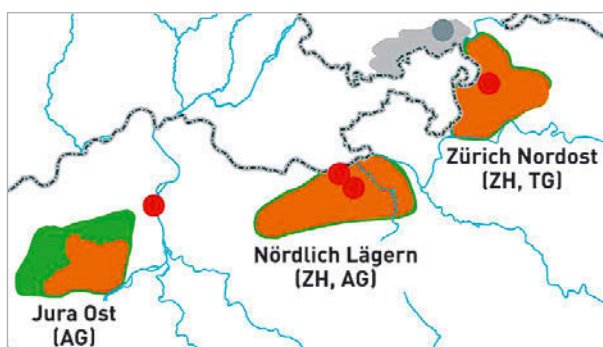 Zürich Nordost
(ZH, TG)
Nördlich Lägern
(ZH, AG)
Jura Ost
(AG)